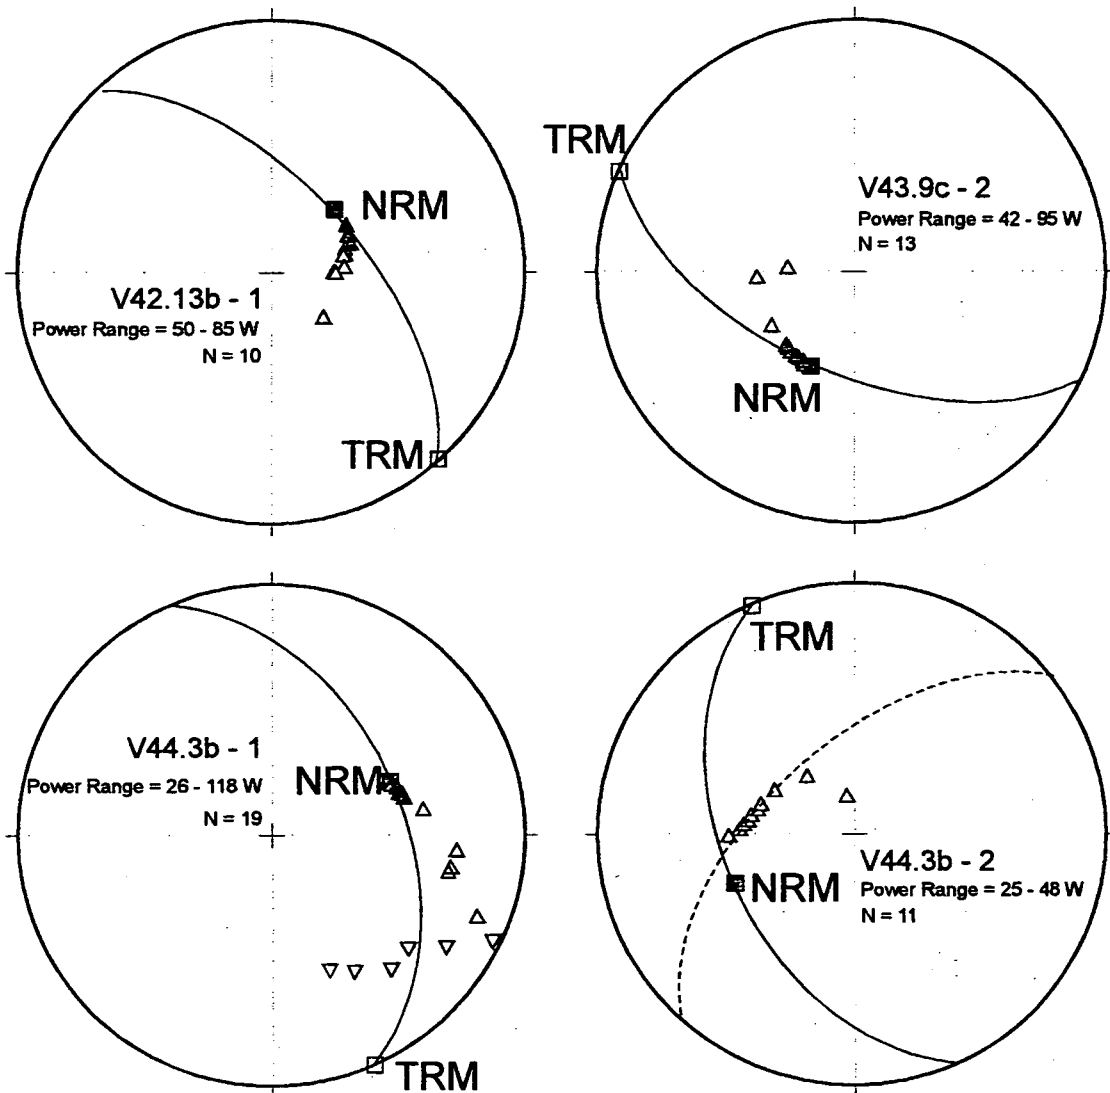 NRM
V42.13b - 1
Power Range = 50 - 85 W
N = 10
TRM
TRM
V43.9c - 2
Power Range = 42 - 95 W
N = 13
NRM
V44.3b - 1
Power Range = 26 - 118 W
N = 19
NRM
TRM
TRM
V44.3b - 2
Power Range = 25 - 48 W
N = 11
NRM